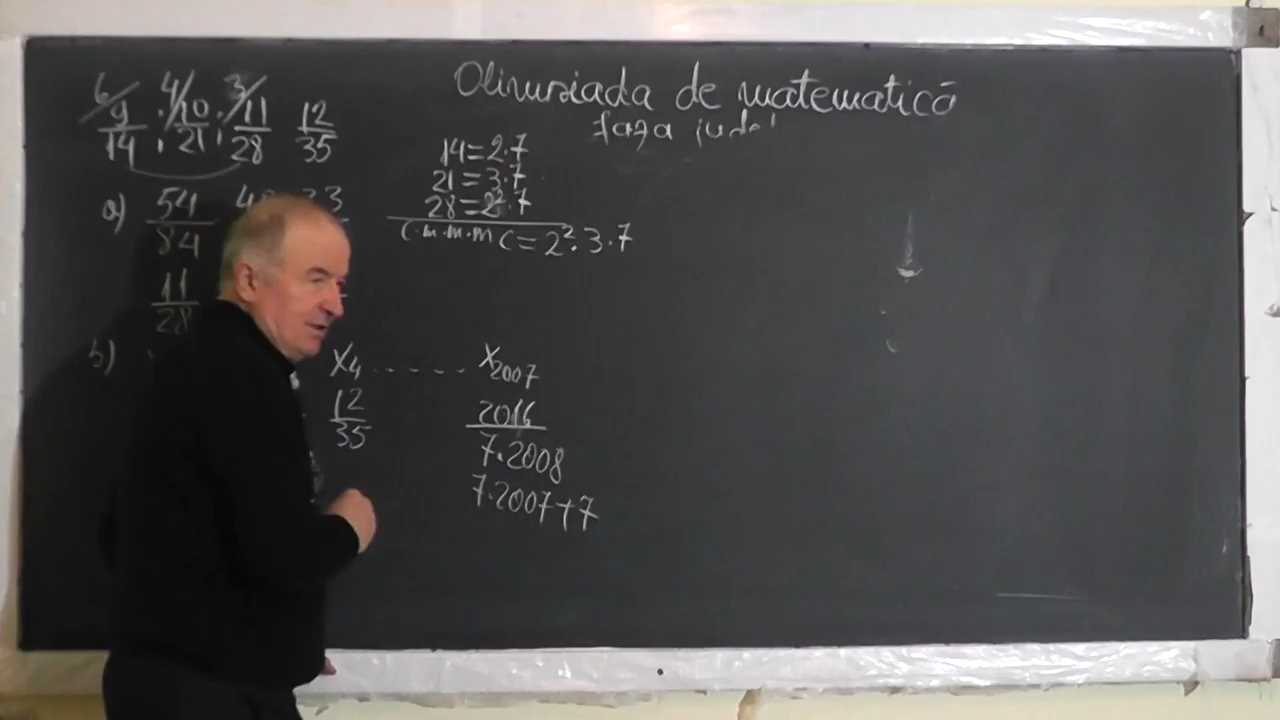 Olimpiada de matematică
faza
6/ 9/14 ; 4/ 10/21 ; 3/ 11/28 12/35
14=2·7
21=3·7
28=2²·7
c.m.m.m.c=2²·3·7
a) 54/84
11/28
b) x₄ ..... x₂₀₀₇
12/35 2016/7·2008
7·2007+7